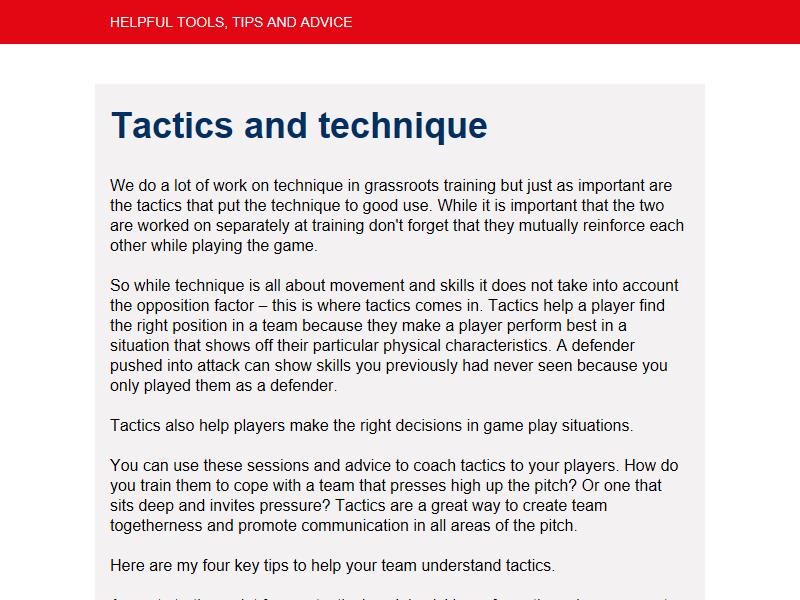 HELPFUL TOOLS, TIPS AND ADVICE
Tactics and technique
We do a lot of work on technique in grassroots training but just as important are
the tactics that put the technique to good use. While it is important that the two
are worked on separately at training don't forget that they mutually reinforce each
other while playing the game.
So while technique is all about movement and skills it does not take into account
the opposition factor – this is where tactics comes in. Tactics help a player find
the right position in a team because they make a player perform best in a
situation that shows off their particular physical characteristics. A defender
pushed into attack can show skills you previously had never seen because you
only played them as a defender.
Tactics also help players make the right decisions in game play situations.
You can use these sessions and advice to coach tactics to your players. How do
you train them to cope with a team that presses high up the pitch? Or one that
sits deep and invites pressure? Tactics are a great way to create team
togetherness and promote communication in all areas of the pitch.
Here are my four key tips to help your team understand tactics.